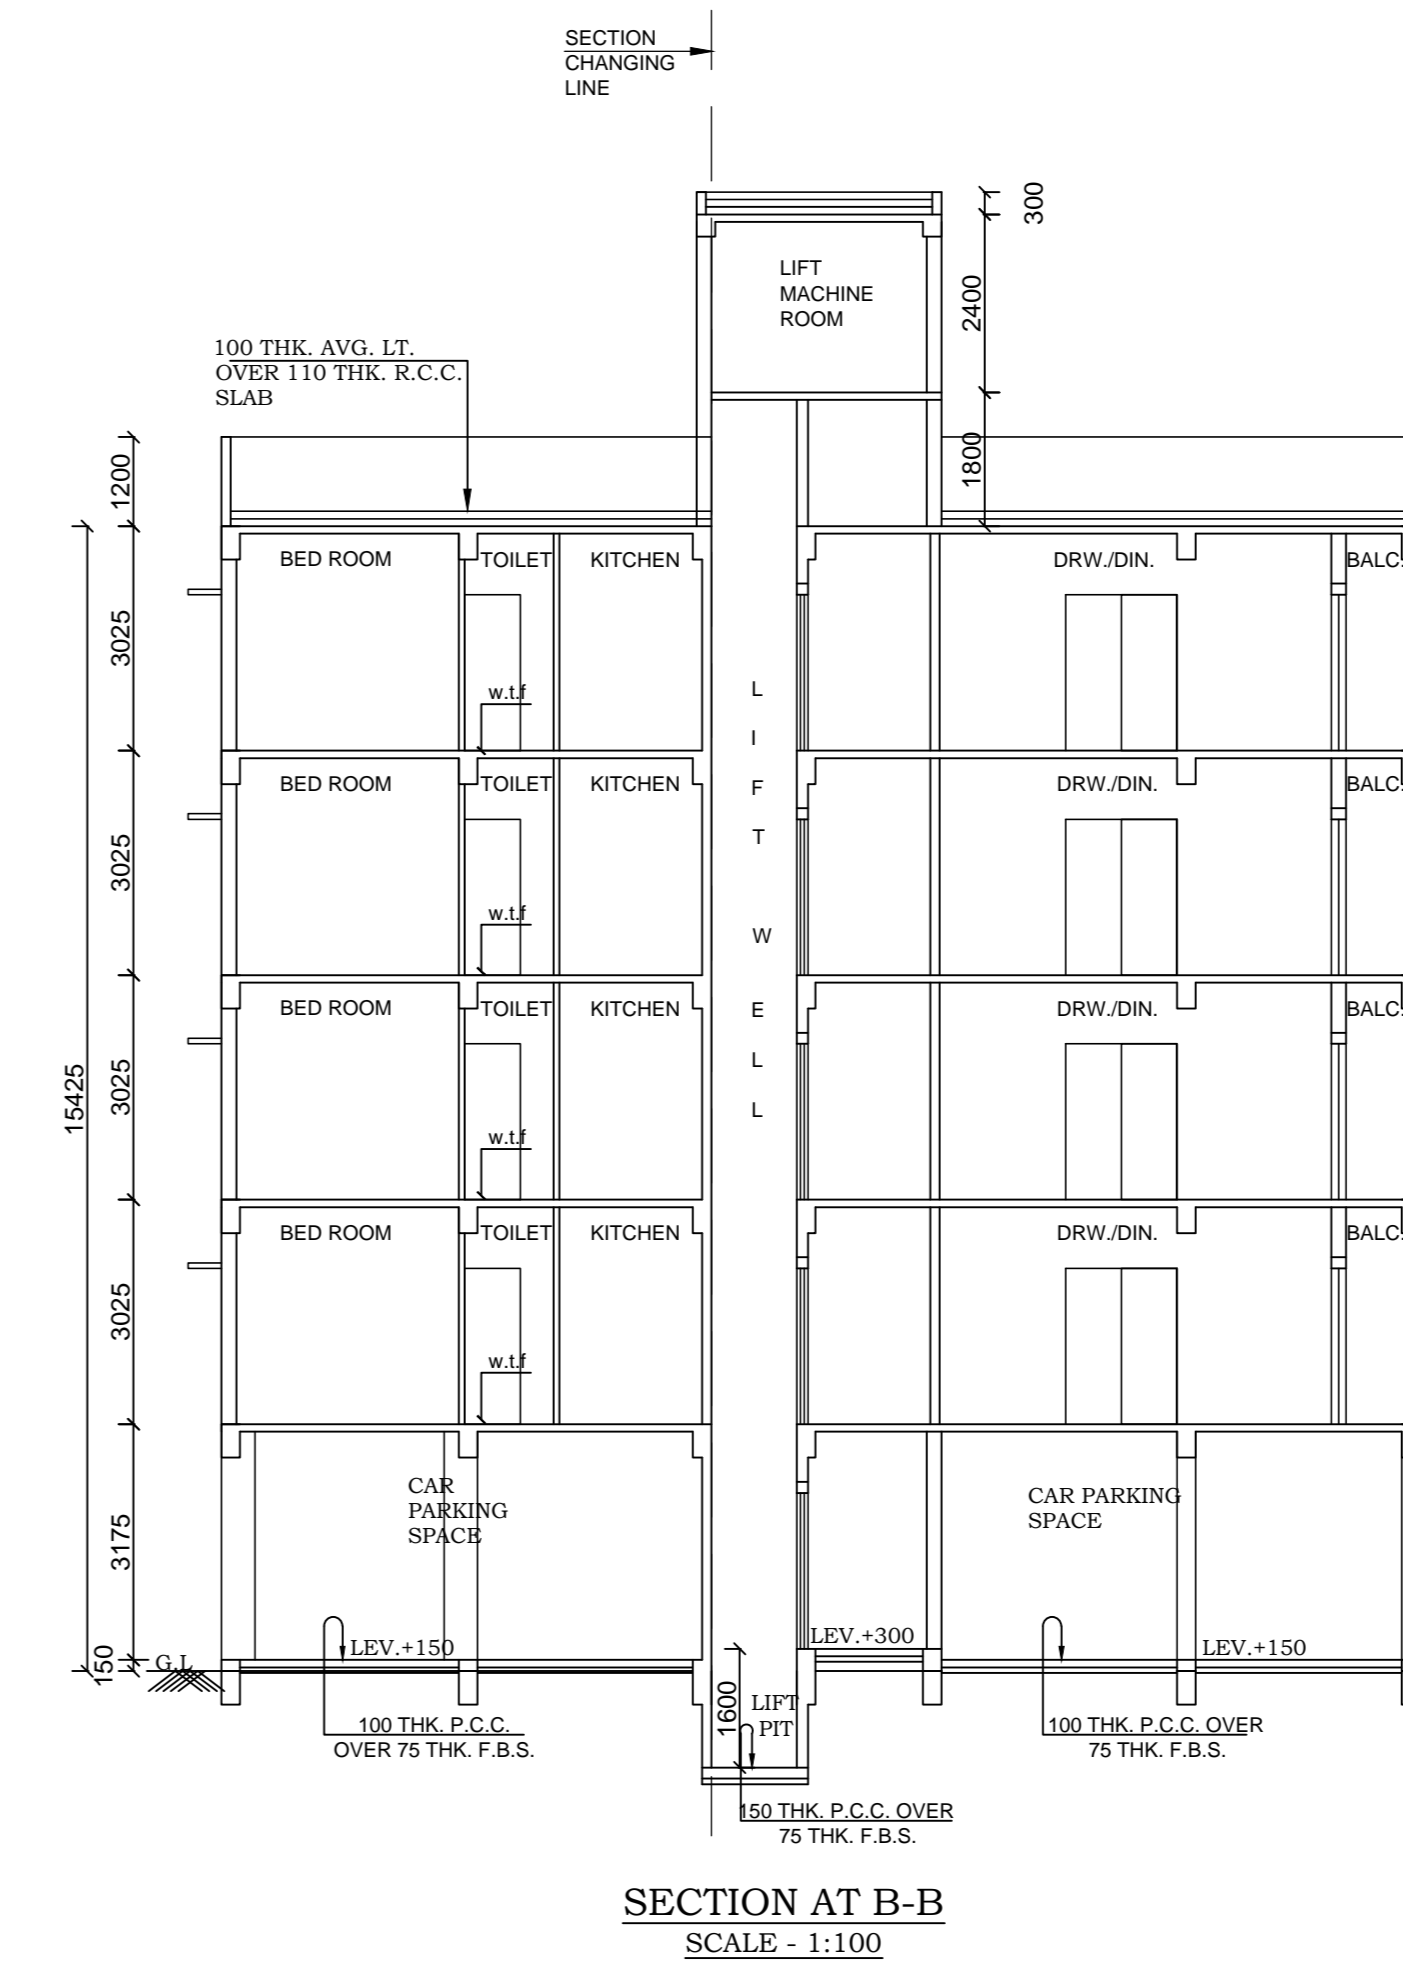 SECTION
CHANGING
LINE
300
LIFT
MACHINE
ROOM
2400
100 THK. AVG. LT.
OVER 110 THK. R.C.C.
SLAB
1200
1800
BED ROOM TOILET KITCHEN DRW./DIN. BALC.
3025
w.t.f
L
I
F
T
W
E
L
L
BED ROOM TOILET KITCHEN DRW./DIN. BALC.
3025
w.t.f
BED ROOM TOILET KITCHEN DRW./DIN. BALC.
3025
15425
w.t.f
BED ROOM TOILET KITCHEN DRW./DIN. BALC.
3025
w.t.f
CAR
PARKING
SPACE
CAR PARKING
SPACE
3175
LEV.+150
LEV.+300
LEV.+150
150
G.L
1600
LIFT
PIT
100 THK. P.C.C.
OVER 75 THK. F.B.S.
100 THK. P.C.C. OVER
75 THK. F.B.S.
150 THK. P.C.C. OVER
75 THK. F.B.S.
SECTION AT B-B
SCALE - 1:100